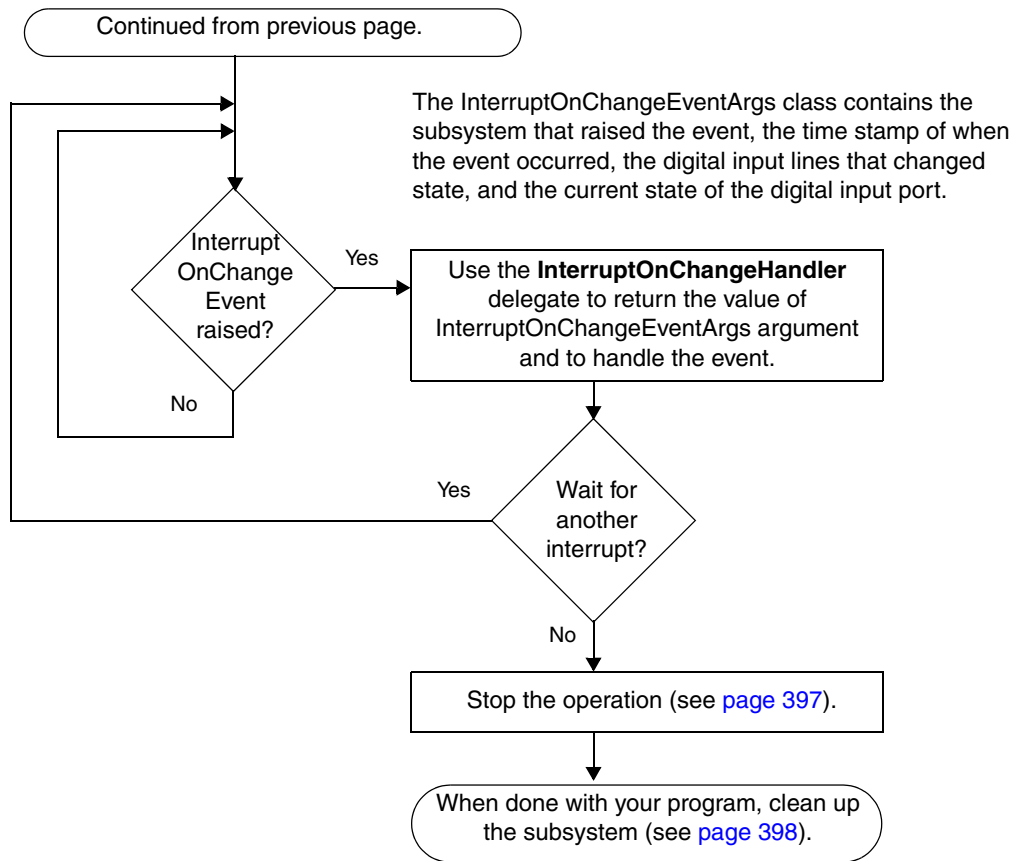 Continued from previous page.
The InterruptOnChangeEventArgs class contains the
subsystem that raised the event, the time stamp of when
the event occurred, the digital input lines that changed
state, and the current state of the digital input port.
Interrupt
OnChange
Event
raised?
Yes
Use the InterruptOnChangeHandler
delegate to return the value of
InterruptOnChangeEventArgs argument
and to handle the event.
No
Yes
Wait for
another
interrupt?
No
Stop the operation (see page 397).
When done with your program, clean up
the subsystem (see page 398).